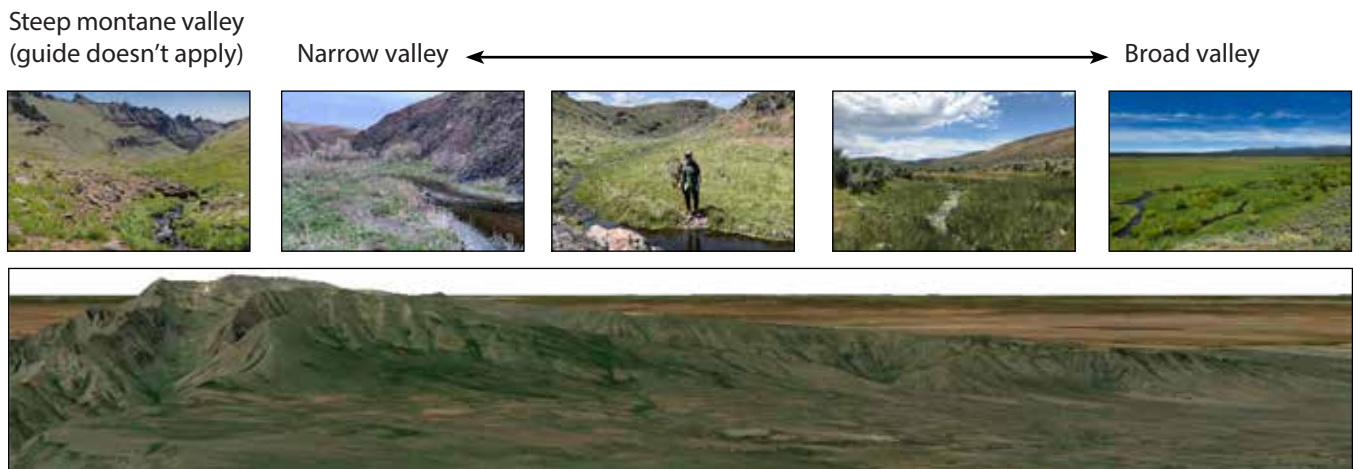 Steep montane valley
(guide doesn’t apply)
Narrow valley
Broad valley